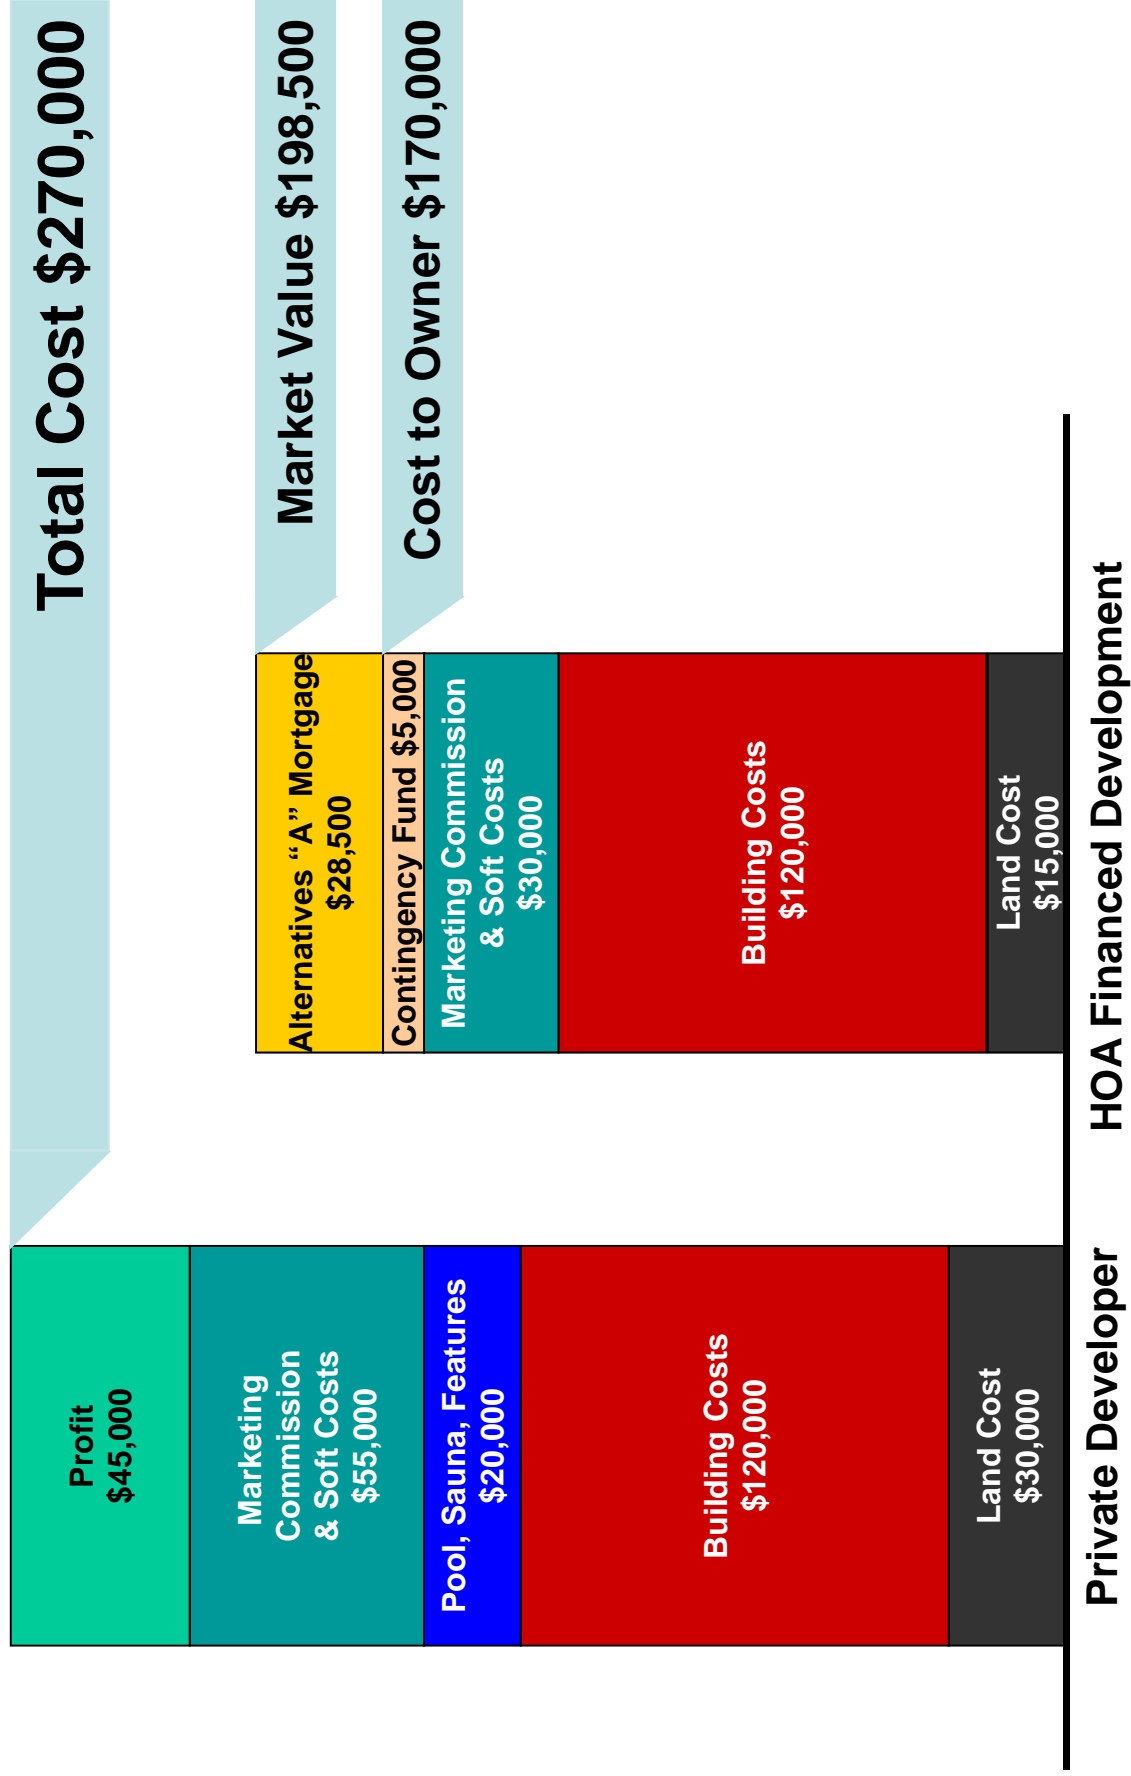 Total Cost $270,000
Market Value $198,500
Cost to Owner $170,000
Profit
$45,000
Marketing
Commission
& Soft Costs
$55,000
Pool, Sauna, Features
$20,000
Building Costs
$120,000
Land Cost
$30,000
Private Developer
Alternatives “A” Mortgage
$28,500
Contingency Fund $5,000
Marketing Commission
& Soft Costs
$30,000
Building Costs
$120,000
Land Cost
$15,000
HOA Financed Development